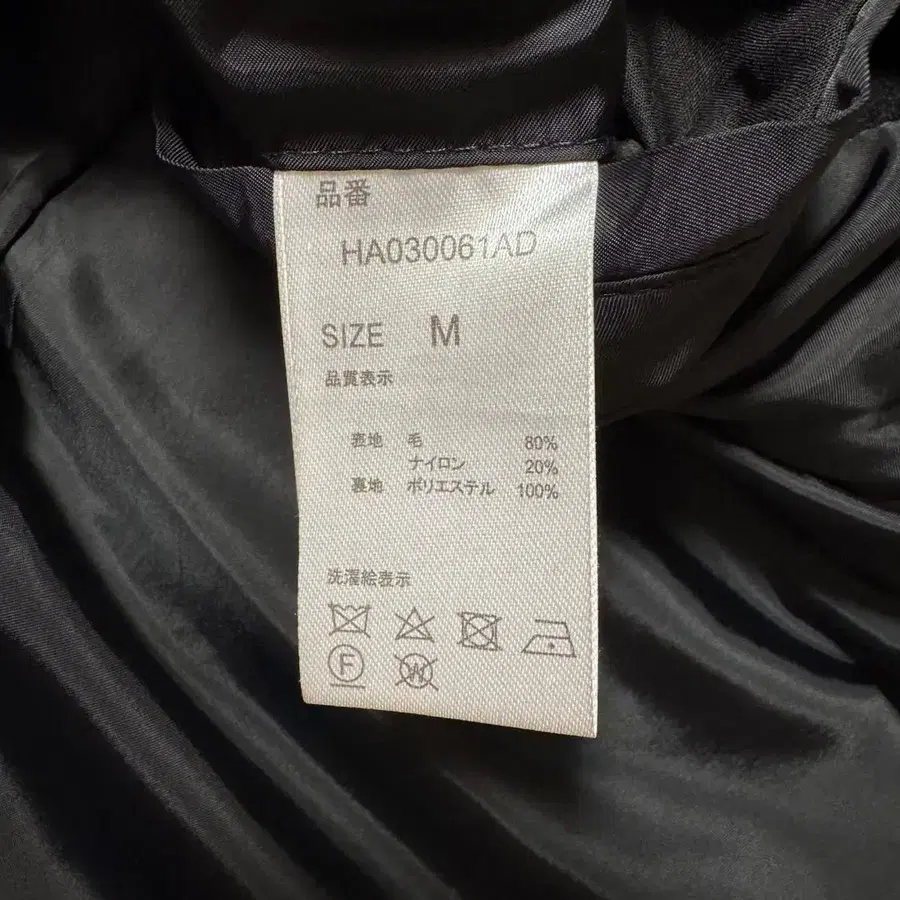 品番
HA030061AD
SIZE M
品質表示
表地 毛 80%
ナイロン 20%
裏地 ポリエステル 100%
洗濯絵表示
F W